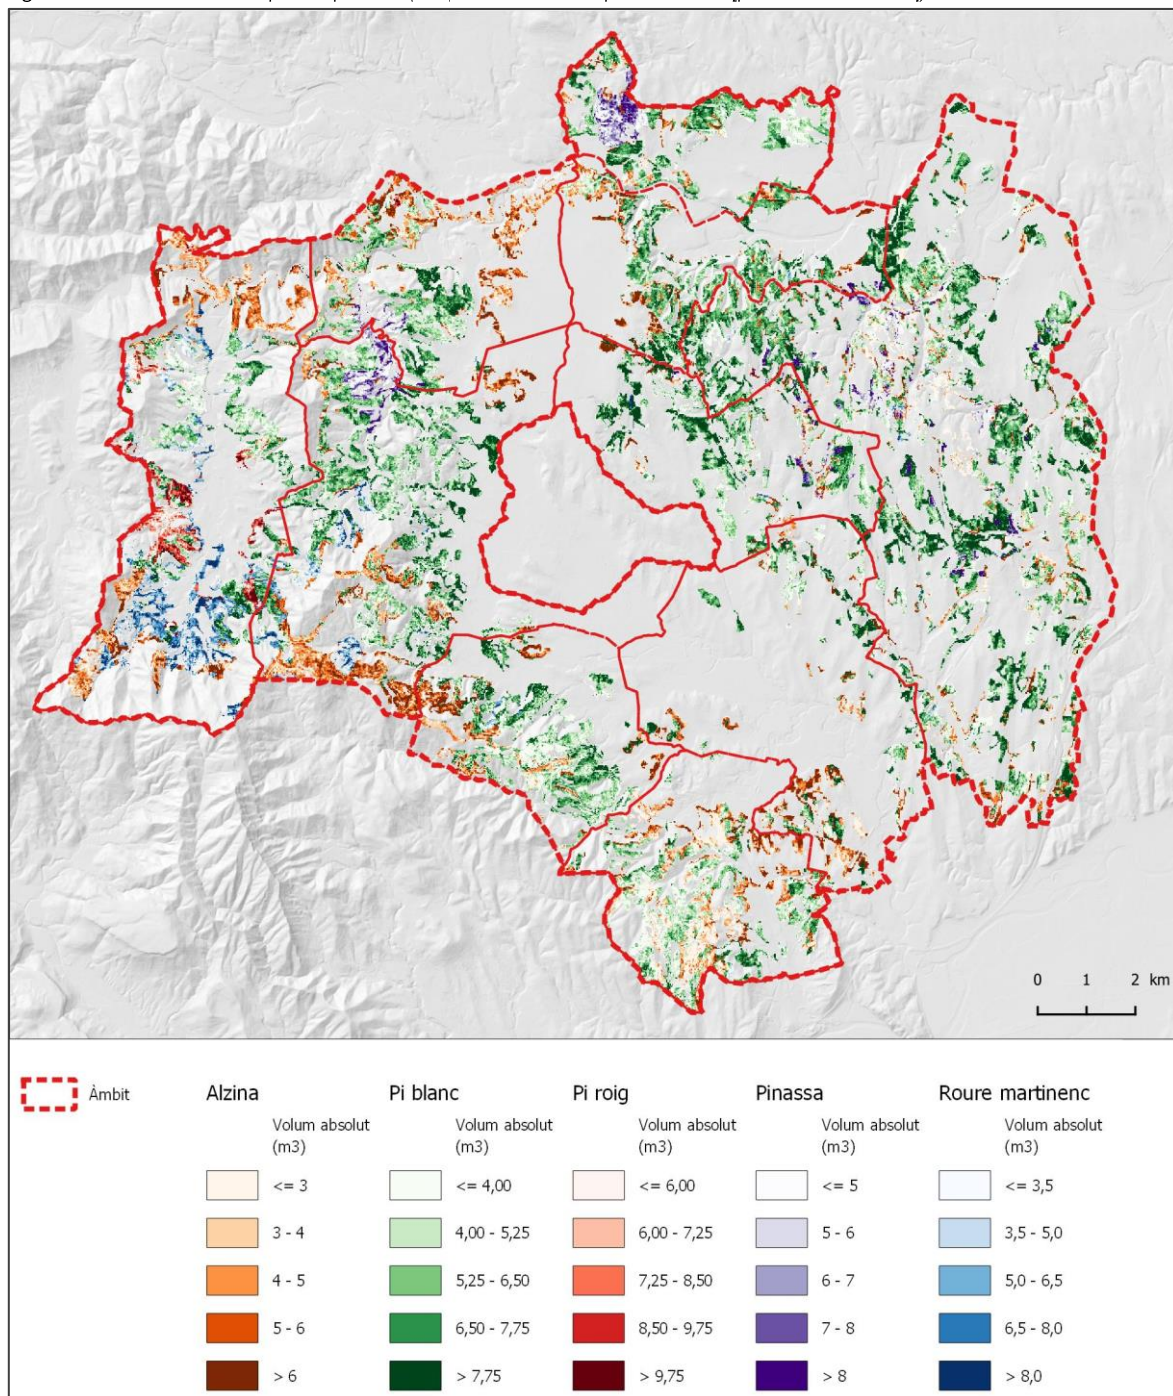 0 1 2 km
Àmbit
Alzina
Volum absolut
(m3)
<= 3
3 - 4
4 - 5
5 - 6
> 6
Pi blanc
Volum absolut
(m3)
<= 4,00
4,00 - 5,25
5,25 - 6,50
6,50 - 7,75
> 7,75
Pi roig
Volum absolut
(m3)
<= 6,00
6,00 - 7,25
7,25 - 8,50
8,50 - 9,75
> 9,75
Pinassa
Volum absolut
(m3)
<= 5
5 - 6
6 - 7
7 - 8
> 8
Roure martinenc
Volum absolut
(m3)
<= 3,5
3,5 - 5,0
5,0 - 6,5
6,5 - 8,0
> 8,0